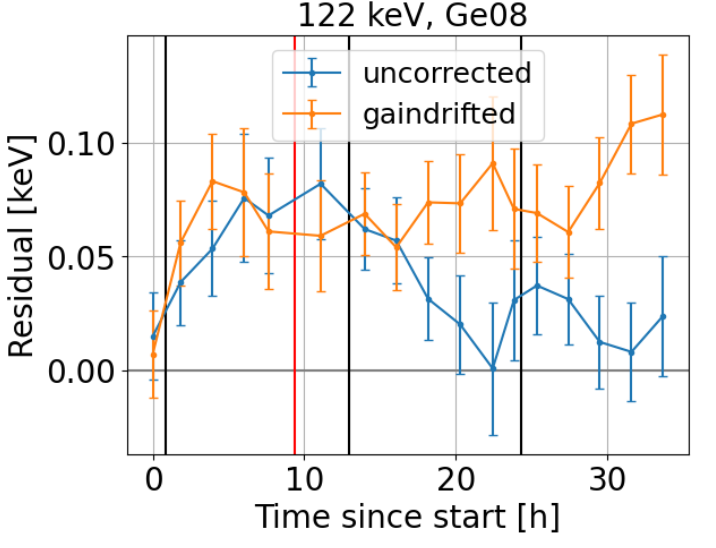 122 keV, Ge08
uncorrected
gaindrifted
Residual [keV]
0.10
0.05
0.00
0 10 20 30
Time since start [h]